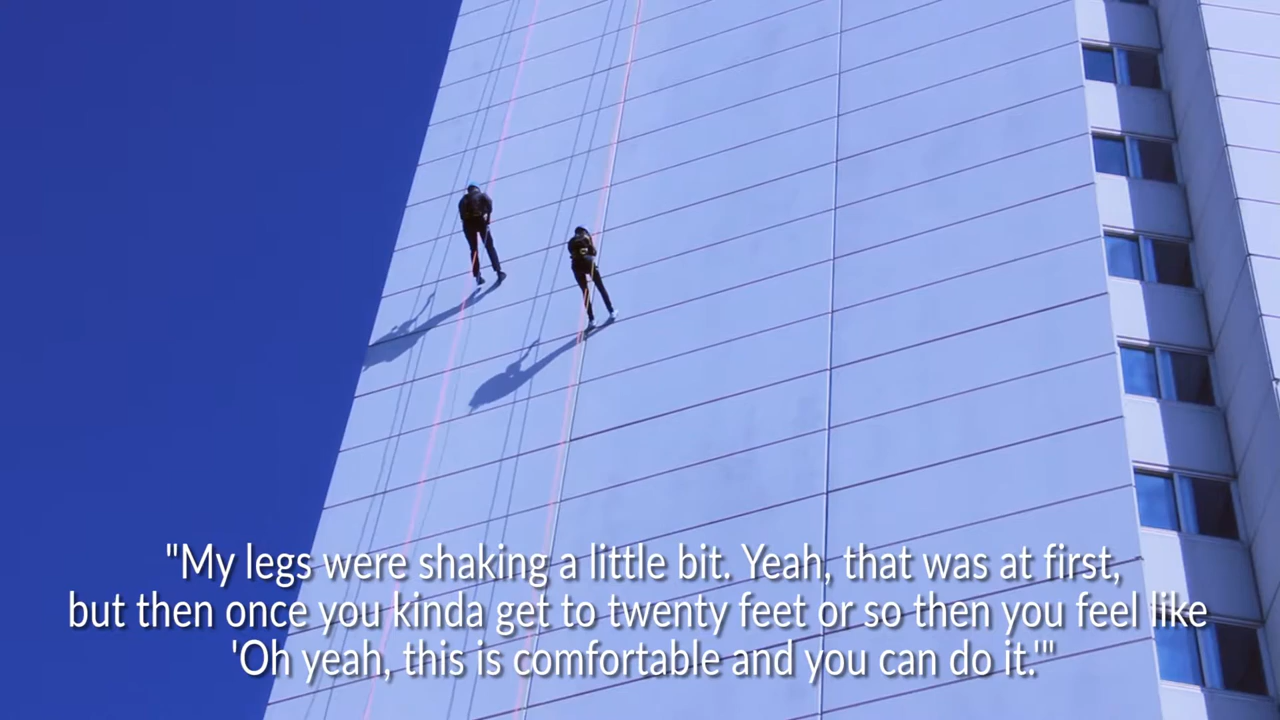 "My legs were shaking a little bit. Yeah, that was at first,
but then once you kinda get to twenty feet or so then you feel like
'Oh yeah, this is comfortable and you can do it.'"